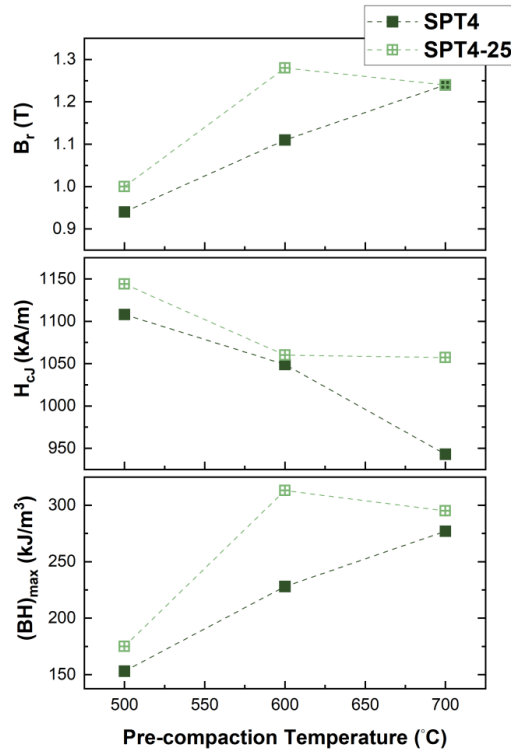 SPT4
SPT4-25
1.3
1.2
1.1
1.0
0.9
B_r (T)
1150
1100
1050
1000
950
H_cJ (kA/m)
300
250
200
150
(BH)_max (kJ/m³)
500 550 600 650 700
Pre-compaction Temperature (°C)